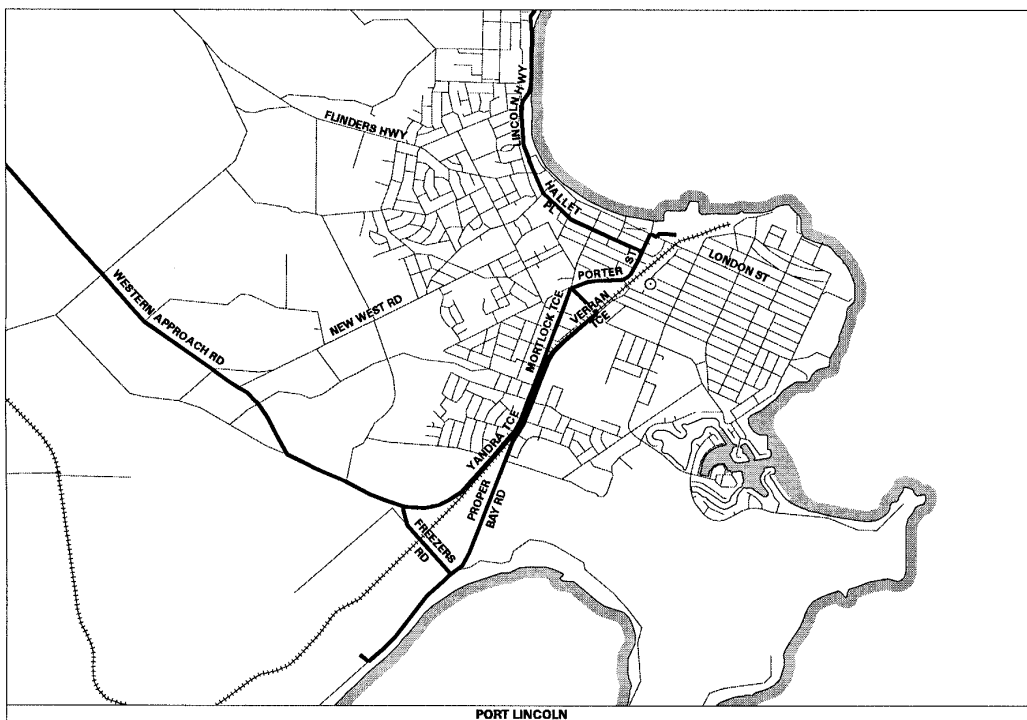 LINCOLN HWY
FLINDERS HWY
HALLET
PL
LONDON ST
PORTER
ST
WESTERN APPROACH RD
NEW WEST RD
MORTLOCK TCE
VERRAN
TCE
YANDRA TCE
PROPER
BAY RD
FREEZERS
RD
PORT LINCOLN